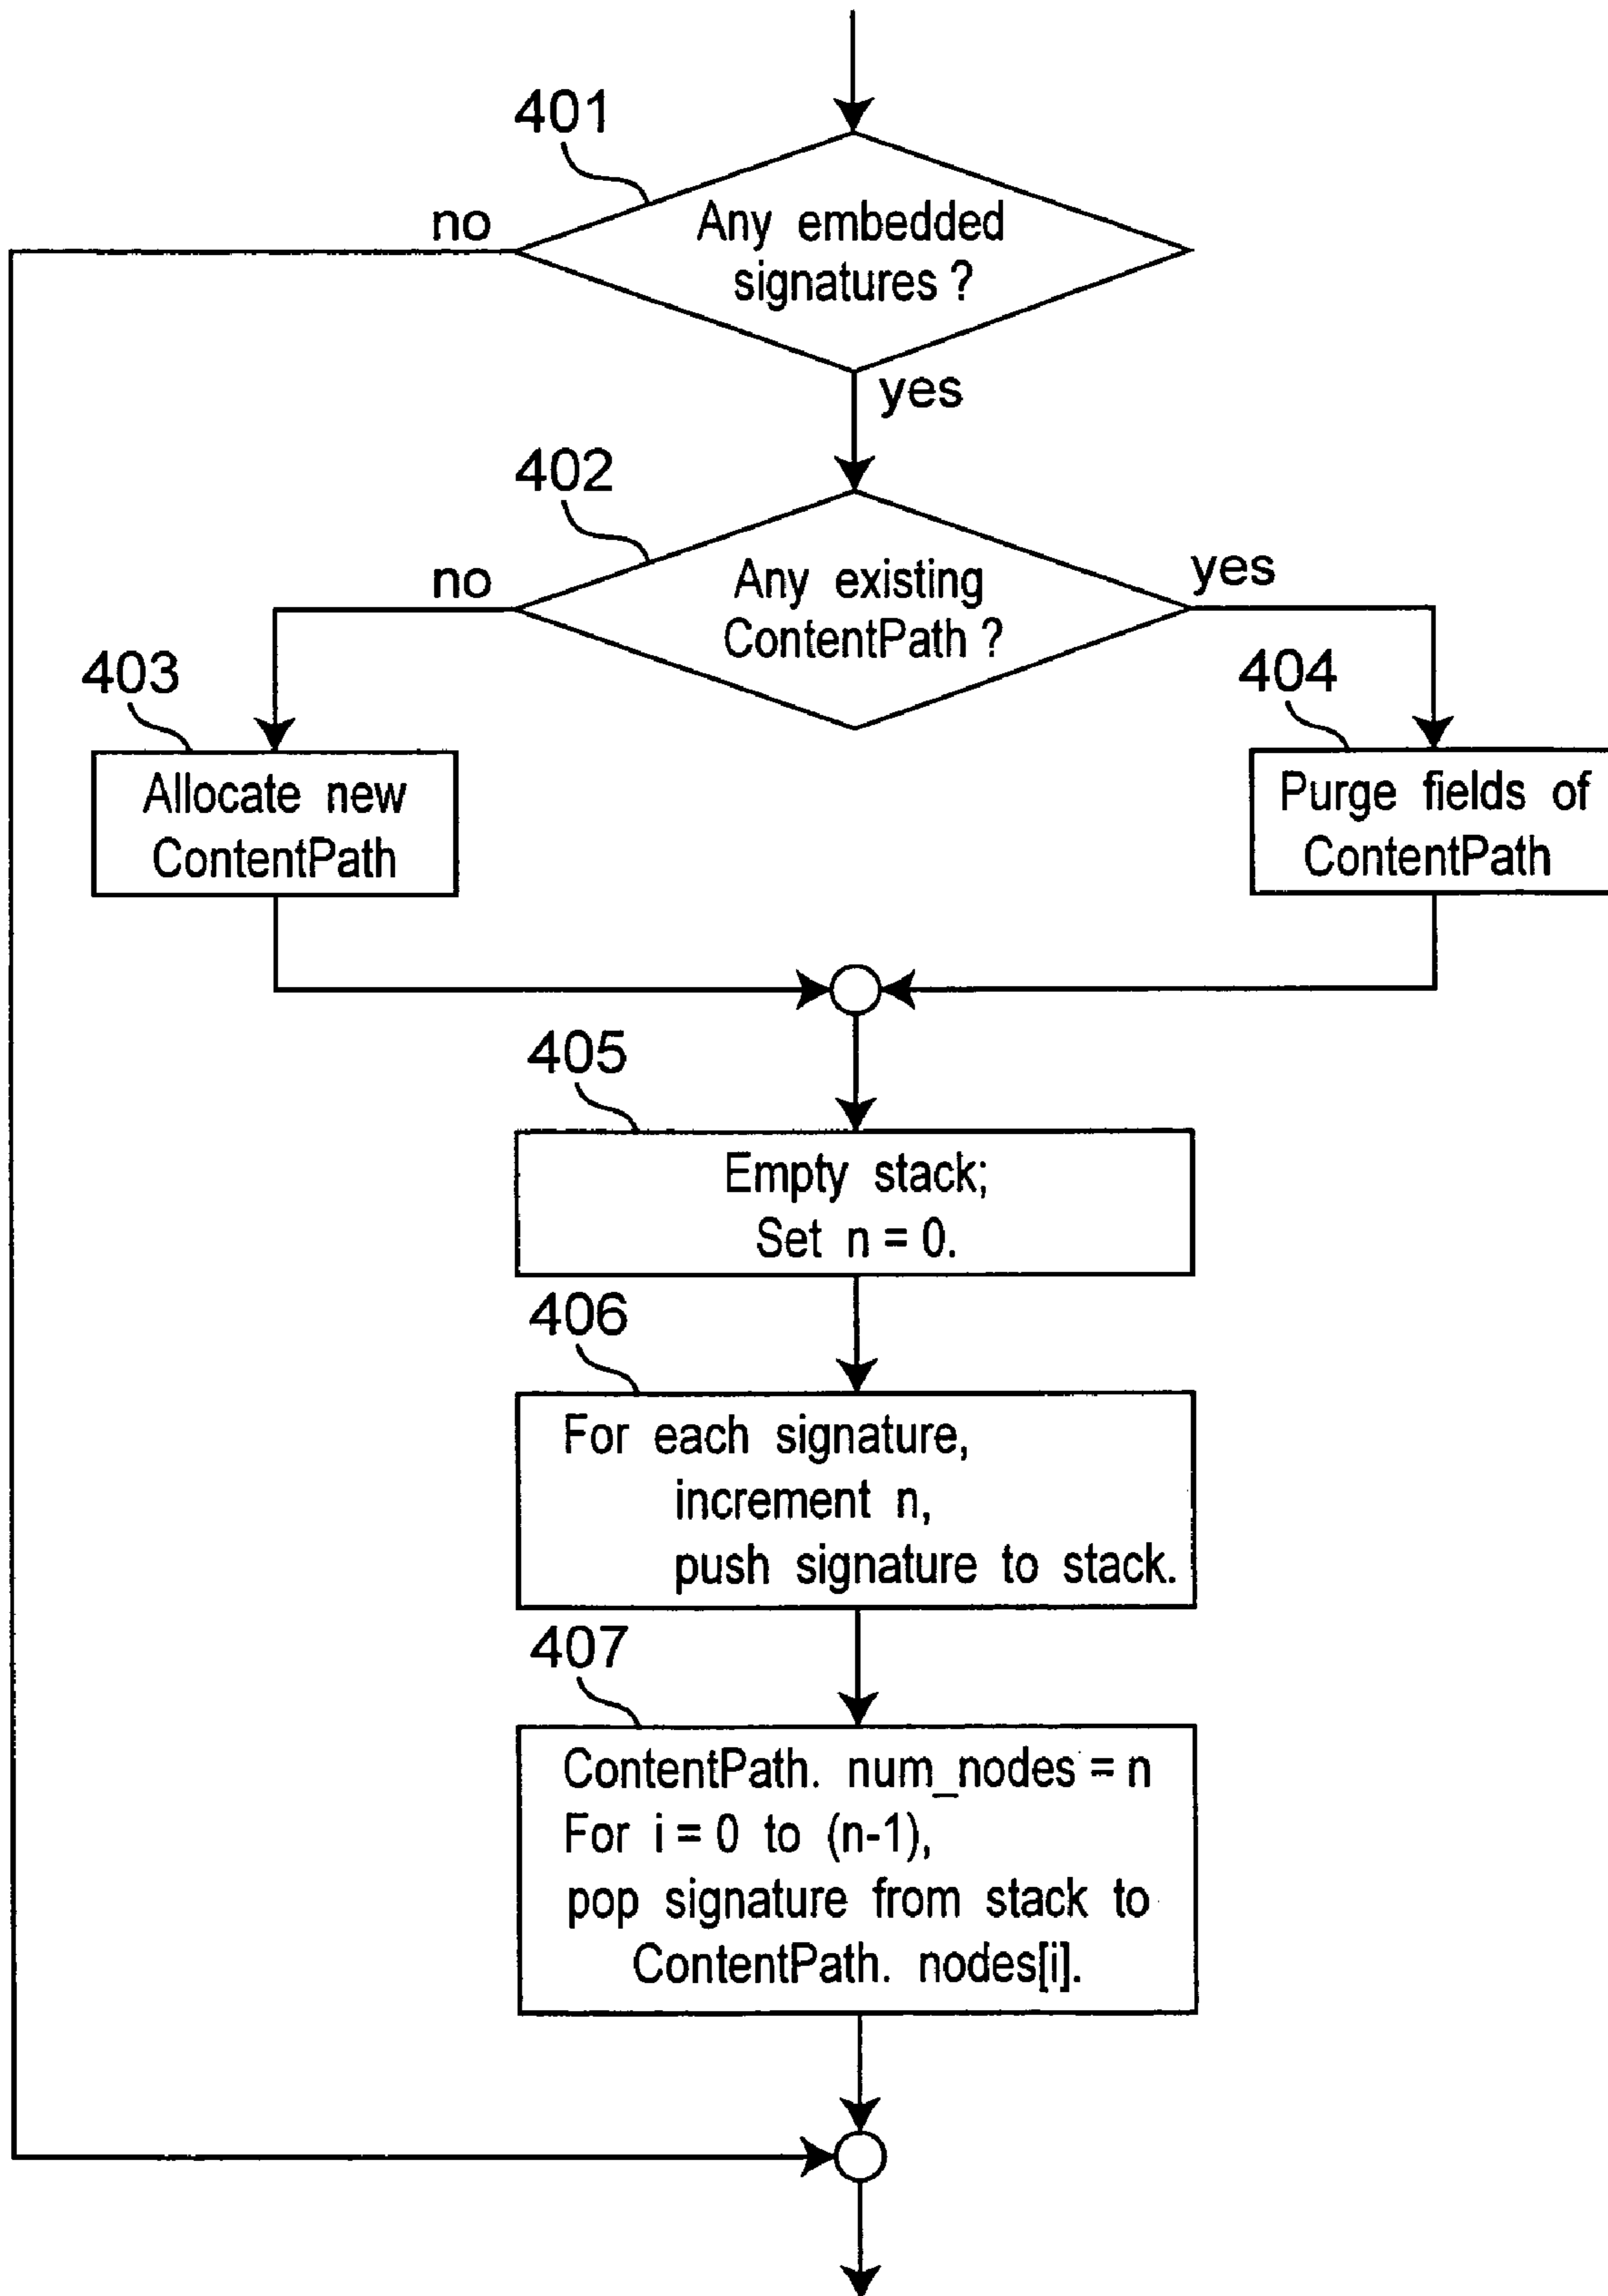 401
Any embedded
signatures ?
no
yes
402
Any existing
ContentPath ?
no
yes
403
Allocate new
ContentPath
404
Purge fields of
ContentPath
405
Empty stack;
Set n = 0.
406
For each signature,
increment n,
push signature to stack.
407
ContentPath. num_nodes = n
For i = 0 to (n-1),
pop signature from stack to
ContentPath. nodes[i].